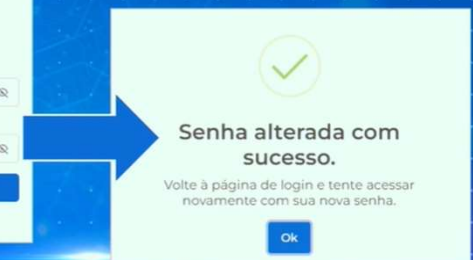 Senha alterada com
sucesso.
Volte à página de login e tente acessar
novamente com sua nova senha.
Ok